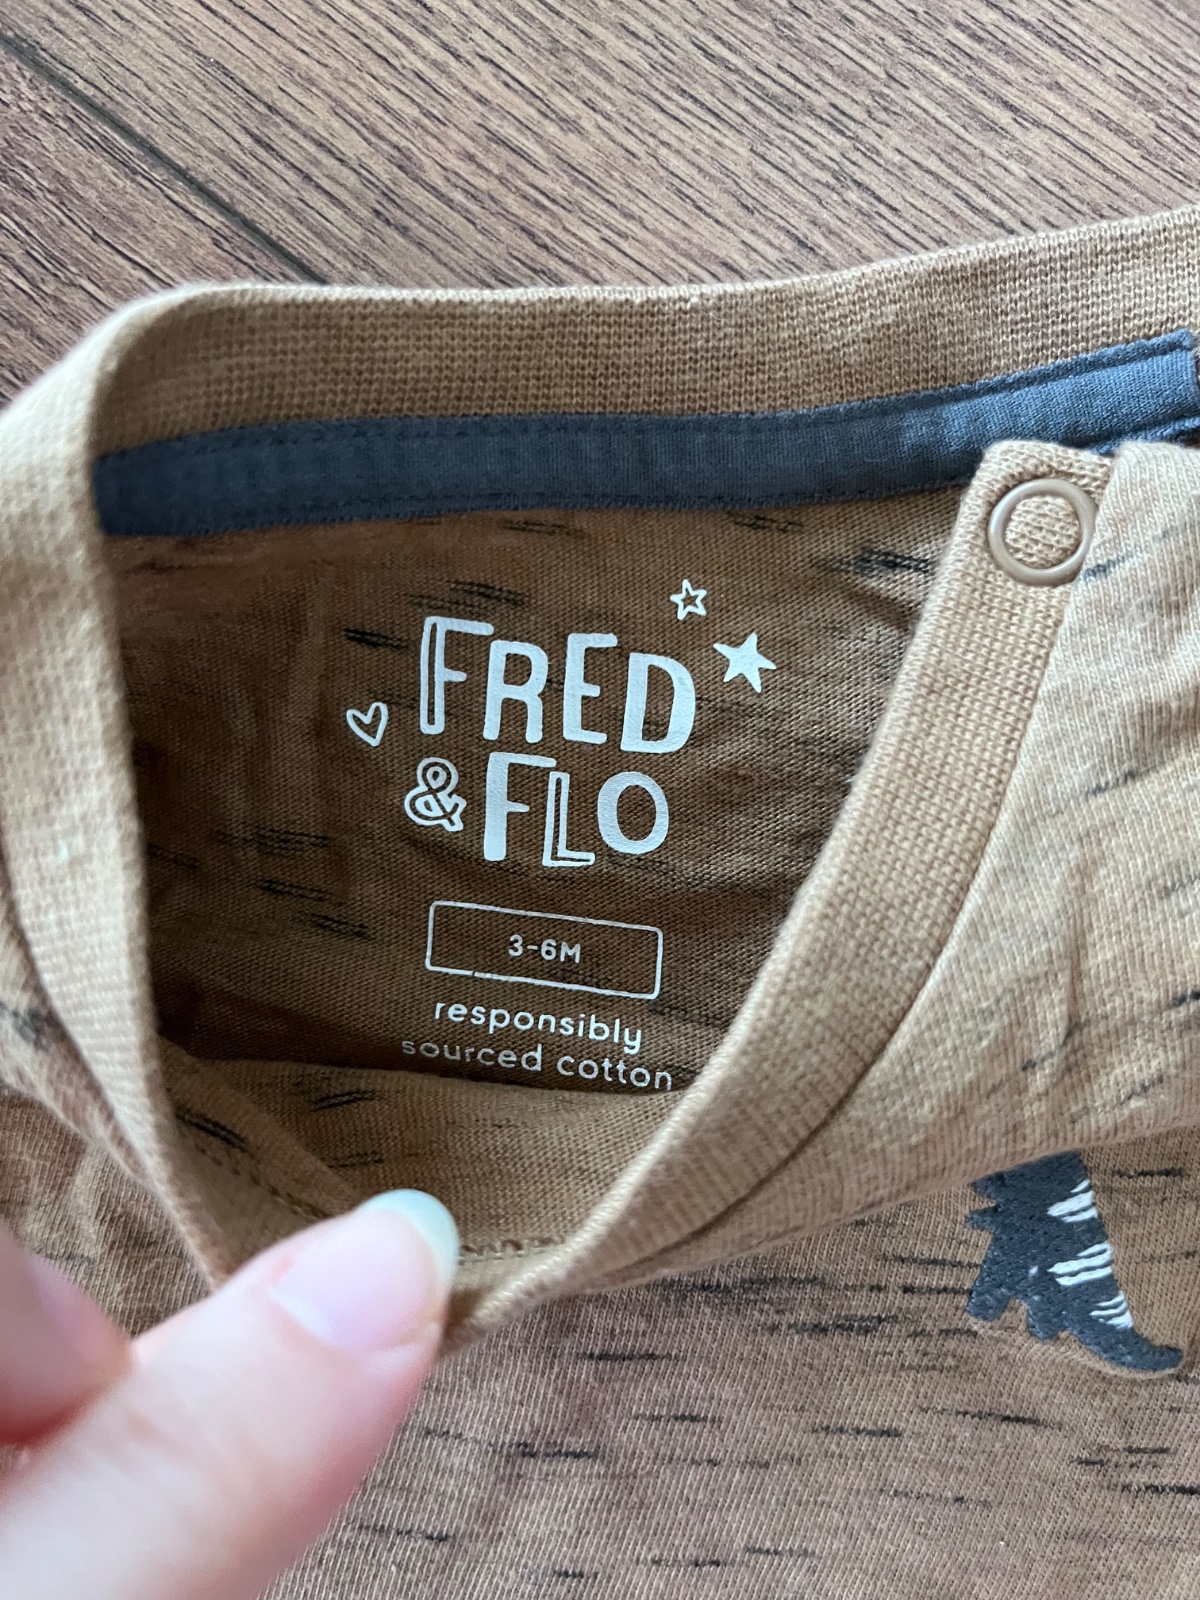 FRED
& FLO
3-6M
responsibly
sourced cotton